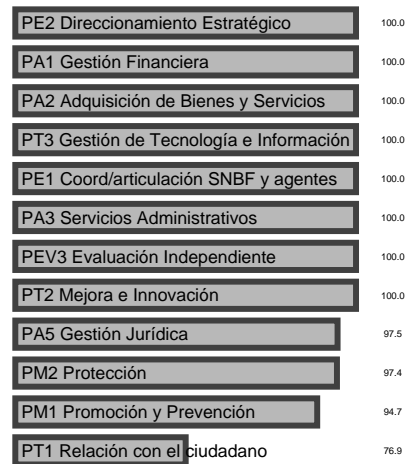 PE2 Direccionamiento Estratégico 100.0
PA1 Gestión Financiera 100.0
PA2 Adquisición de Bienes y Servicios 100.0
PT3 Gestión de Tecnología e Información 100.0
PE1 Coord/articulación SNBF y agentes 100.0
PA3 Servicios Administrativos 100.0
PEV3 Evaluación Independiente 100.0
PT2 Mejora e Innovación 100.0
PA5 Gestión Jurídica 97.5
PM2 Protección 97.4
PM1 Promoción y Prevención 94.7
PT1 Relación con el ciudadano 76.9